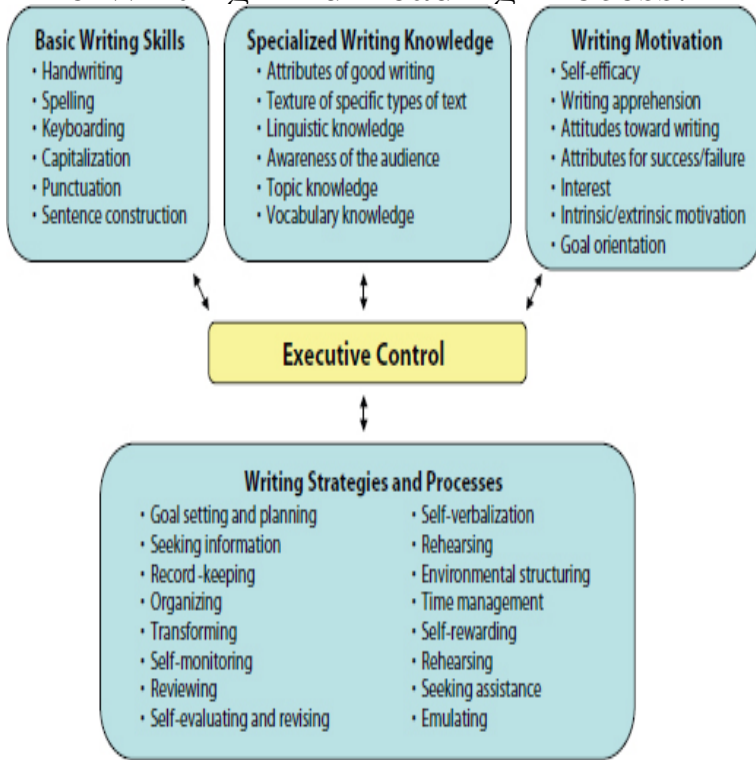 Basic Writing Skills
• Handwriting
• Spelling
• Keyboarding
• Capitalization
• Punctuation
• Sentence construction
Specialized Writing Knowledge
• Attributes of good writing
• Texture of specific types of text
• Linguistic knowledge
• Awareness of the audience
• Topic knowledge
• Vocabulary knowledge
Writing Motivation
• Self-efficacy
• Writing apprehension
• Attitudes toward writing
• Attributes for success/failure
• Interest
• Intrinsic/extrinsic motivation
• Goal orientation
Executive Control
Writing Strategies and Processes
• Goal setting and planning
• Seeking information
• Record -keeping
• Organizing
• Transforming
• Self-monitoring
• Reviewing
• Self-evaluating and revising
• Self-verbalization
• Rehearsing
• Environmental structuring
• Time management
• Self-rewarding
• Rehearsing
• Seeking assistance
• Emulating